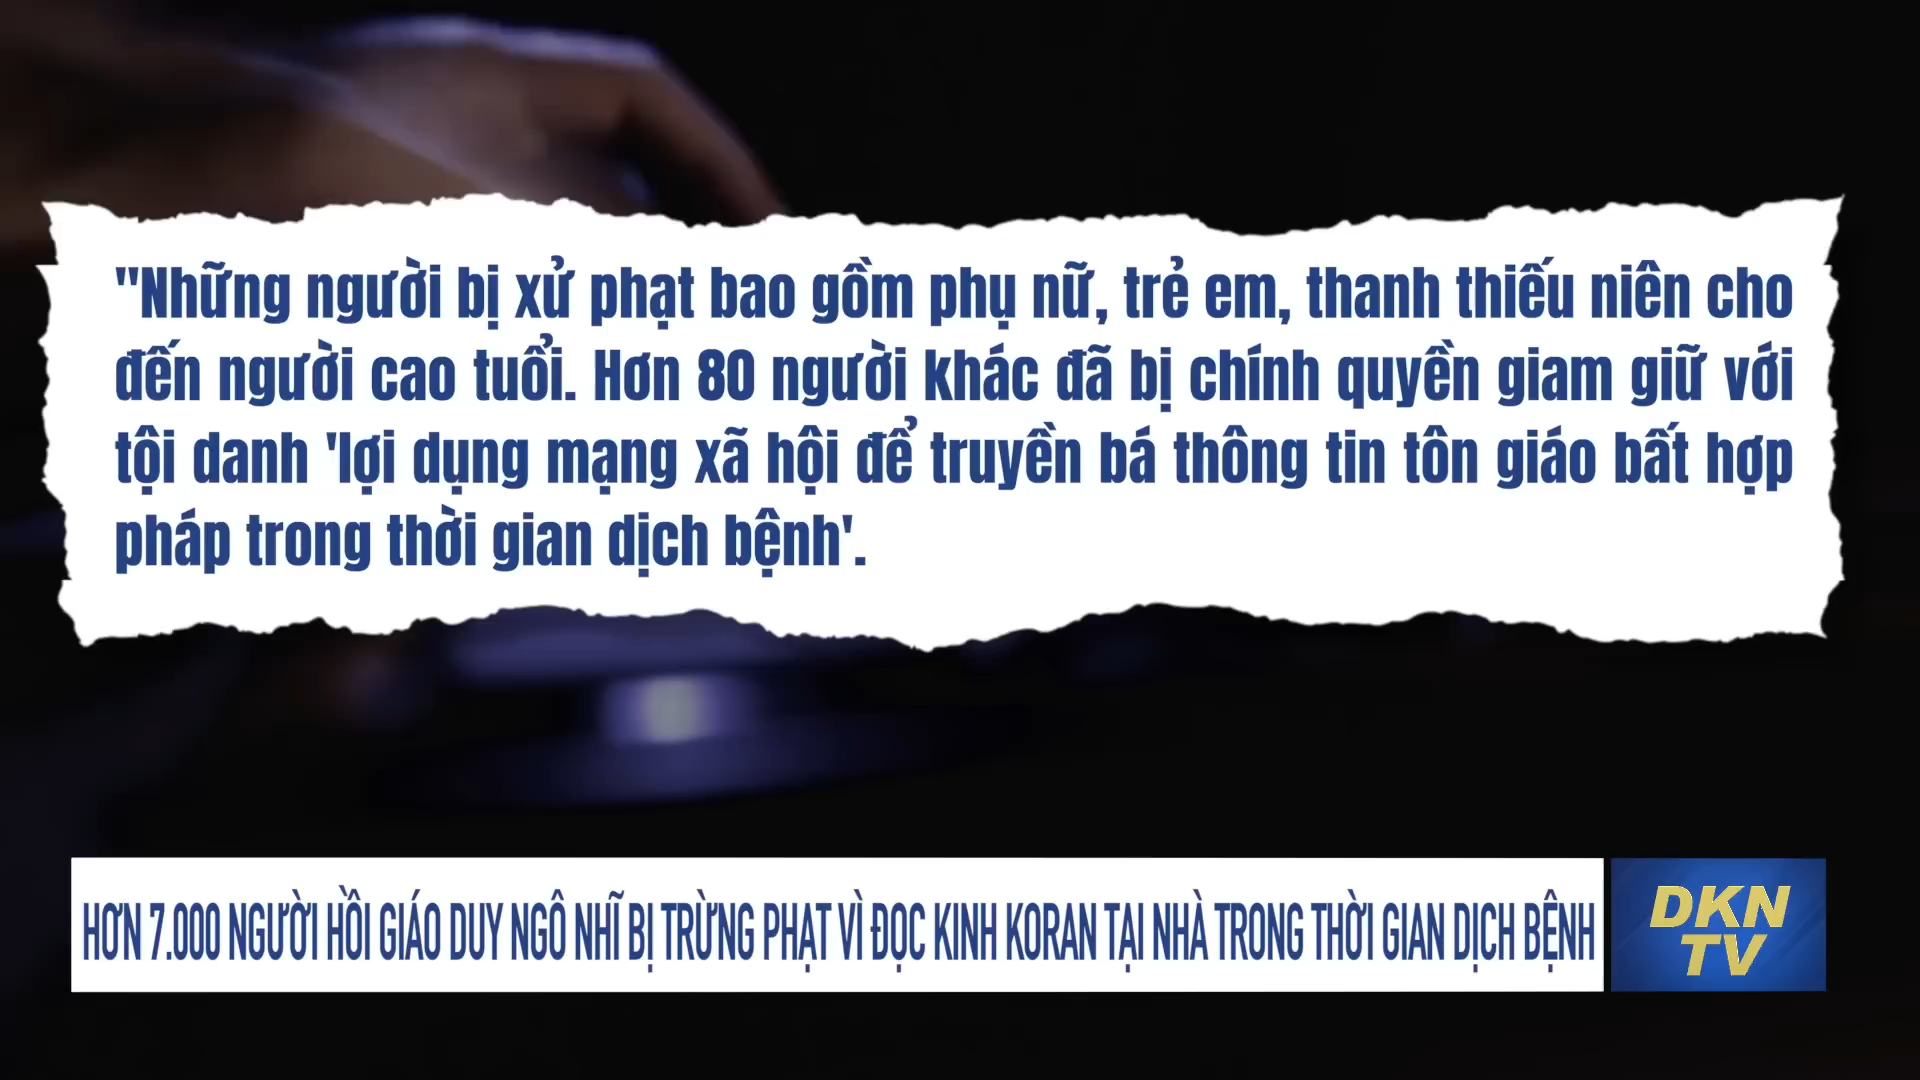 "Những người bị xử phạt bao gồm phụ nữ, trẻ em, thanh thiếu niên cho
đến người cao tuổi. Hơn 80 người khác đã bị chính quyền giam giữ với
tội danh 'lợi dụng mạng xã hội để truyền bá thông tin tôn giáo bất hợp
pháp trong thời gian dịch bệnh'.
HƠN 7.000 NGƯỜI HỒI GIÁO DUY NGÔ NHĨ BỊ TRỪNG PHẠT VÌ ĐỌC KINH KORAN TẠI NHÀ TRONG THỜI GIAN DỊCH BỆNH
DKN
TV